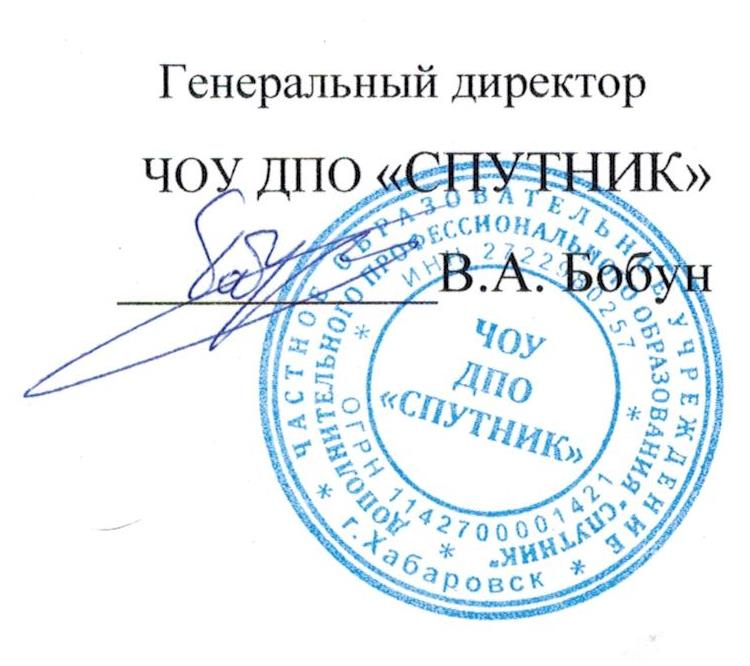 Генеральный директор
ЧОУ ДПО «СПУТНИК»
В.А. Бобун
ЧАСТНОЕ ОБРАЗОВАТЕЛЬНОЕ УЧРЕЖДЕНИЕ
* г.Хабаровск *
ДОПОЛНИТЕЛЬНОГО ПРОФЕССИОНАЛЬНОГО ОБРАЗОВАНИЯ "СПУТНИК" *
* ИНН *
ОГРН 1142700001421
ЧОУ
ДПО
«СПУТНИК»